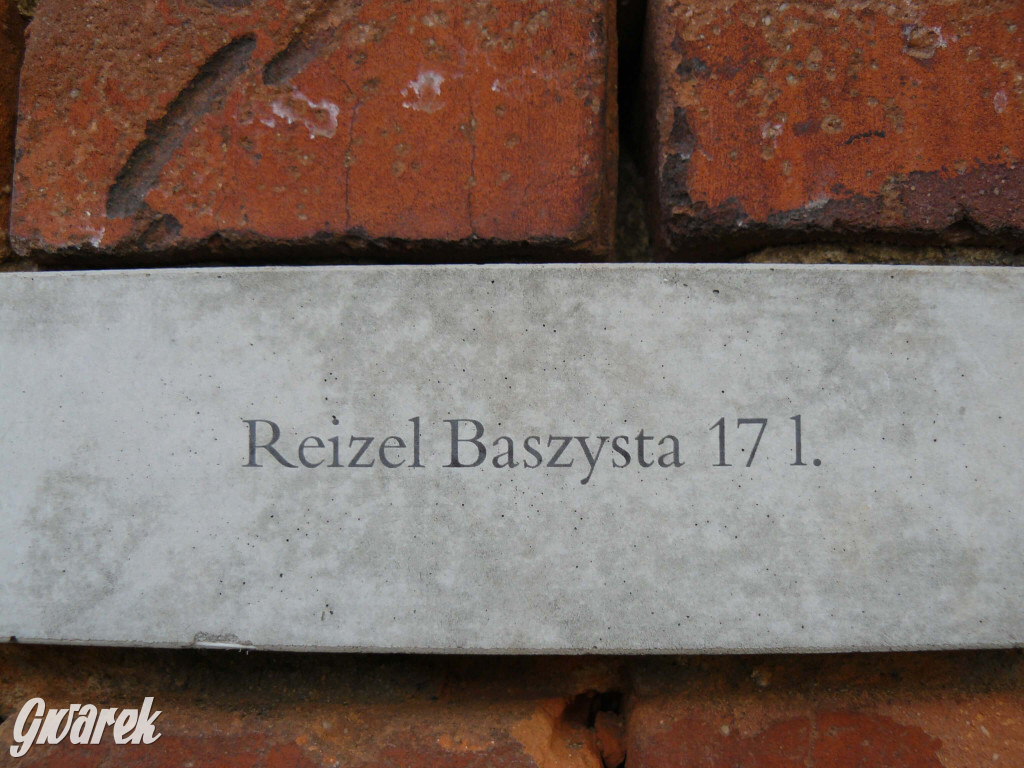 Reizel Baszysta 17 l.
Gwarek